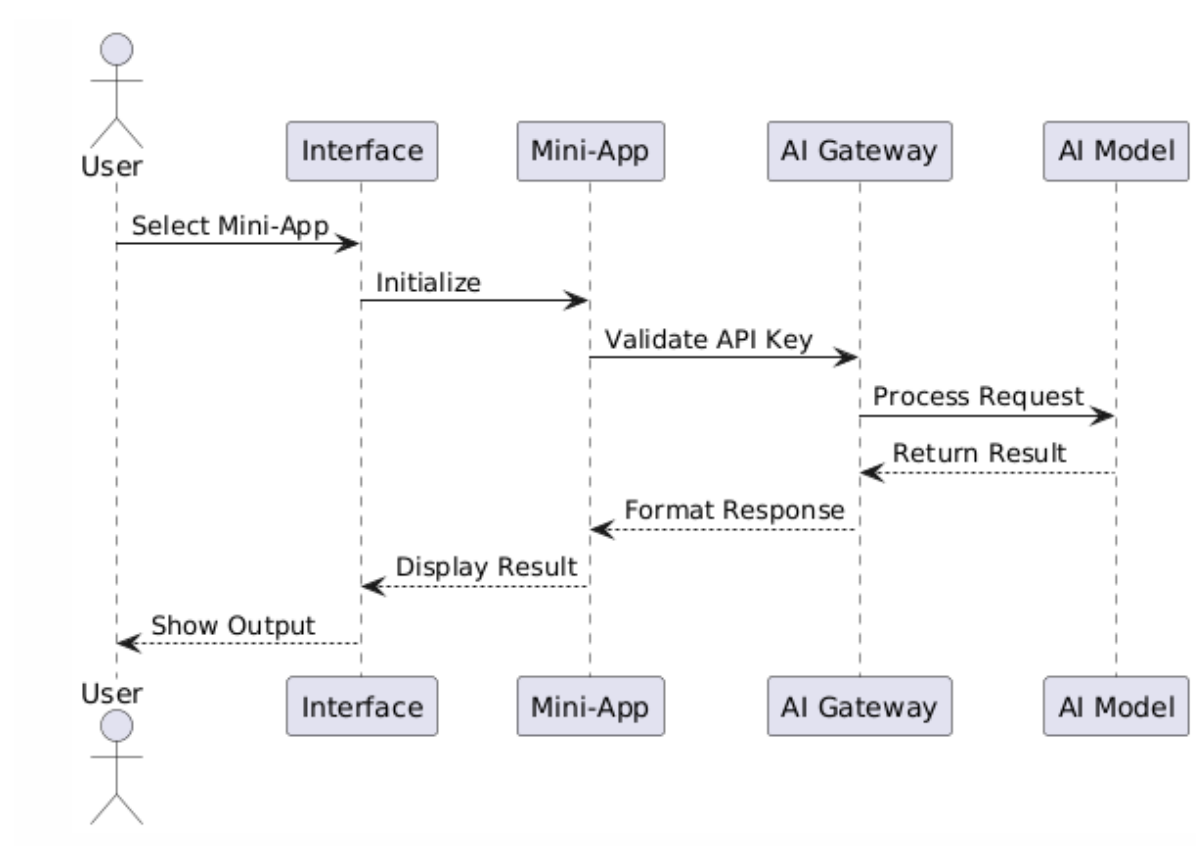 User
Interface
Mini-App
AI Gateway
AI Model
Select Mini-App
Initialize
Validate API Key
Process Request
Return Result
Format Response
Display Result
Show Output
User
Interface
Mini-App
AI Gateway
AI Model